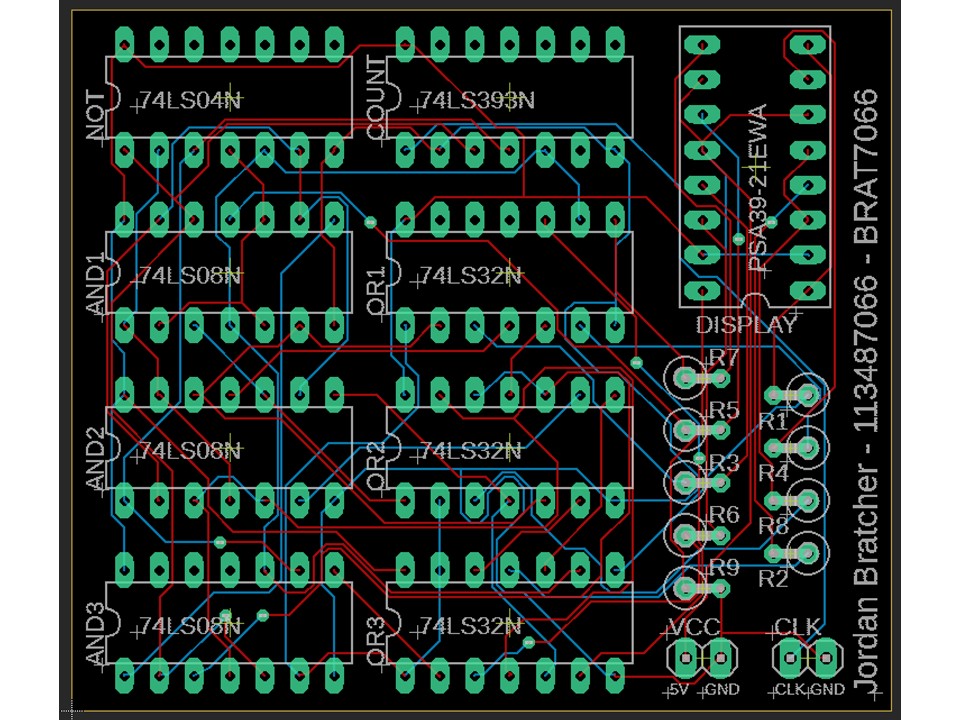 NOT
74LS04N
COUNT
74LS393N
PSA39-21EWA
DISPLAY
AND1
74LS08N
OR1
74LS32N
AND2
74LS08N
OR2
74LS32N
AND3
74LS08N
OR3
74LS32N
R7
R5
R1
R3
R4
R6
R8
R9
R2
VCC
CLK
5V
GND
CLK
GND
Jordan Bratcher - 113487066 - BRAT7066